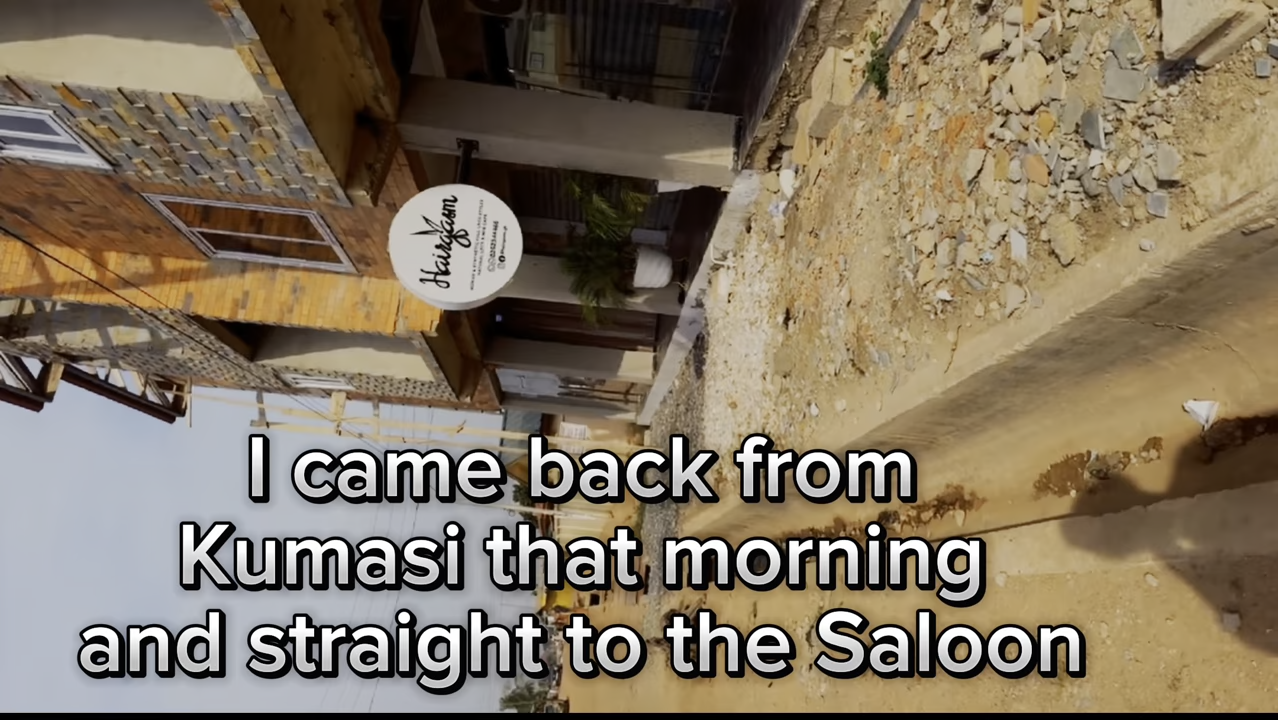 Hairgasm
I came back from
Kumasi that morning
and straight to the Saloon